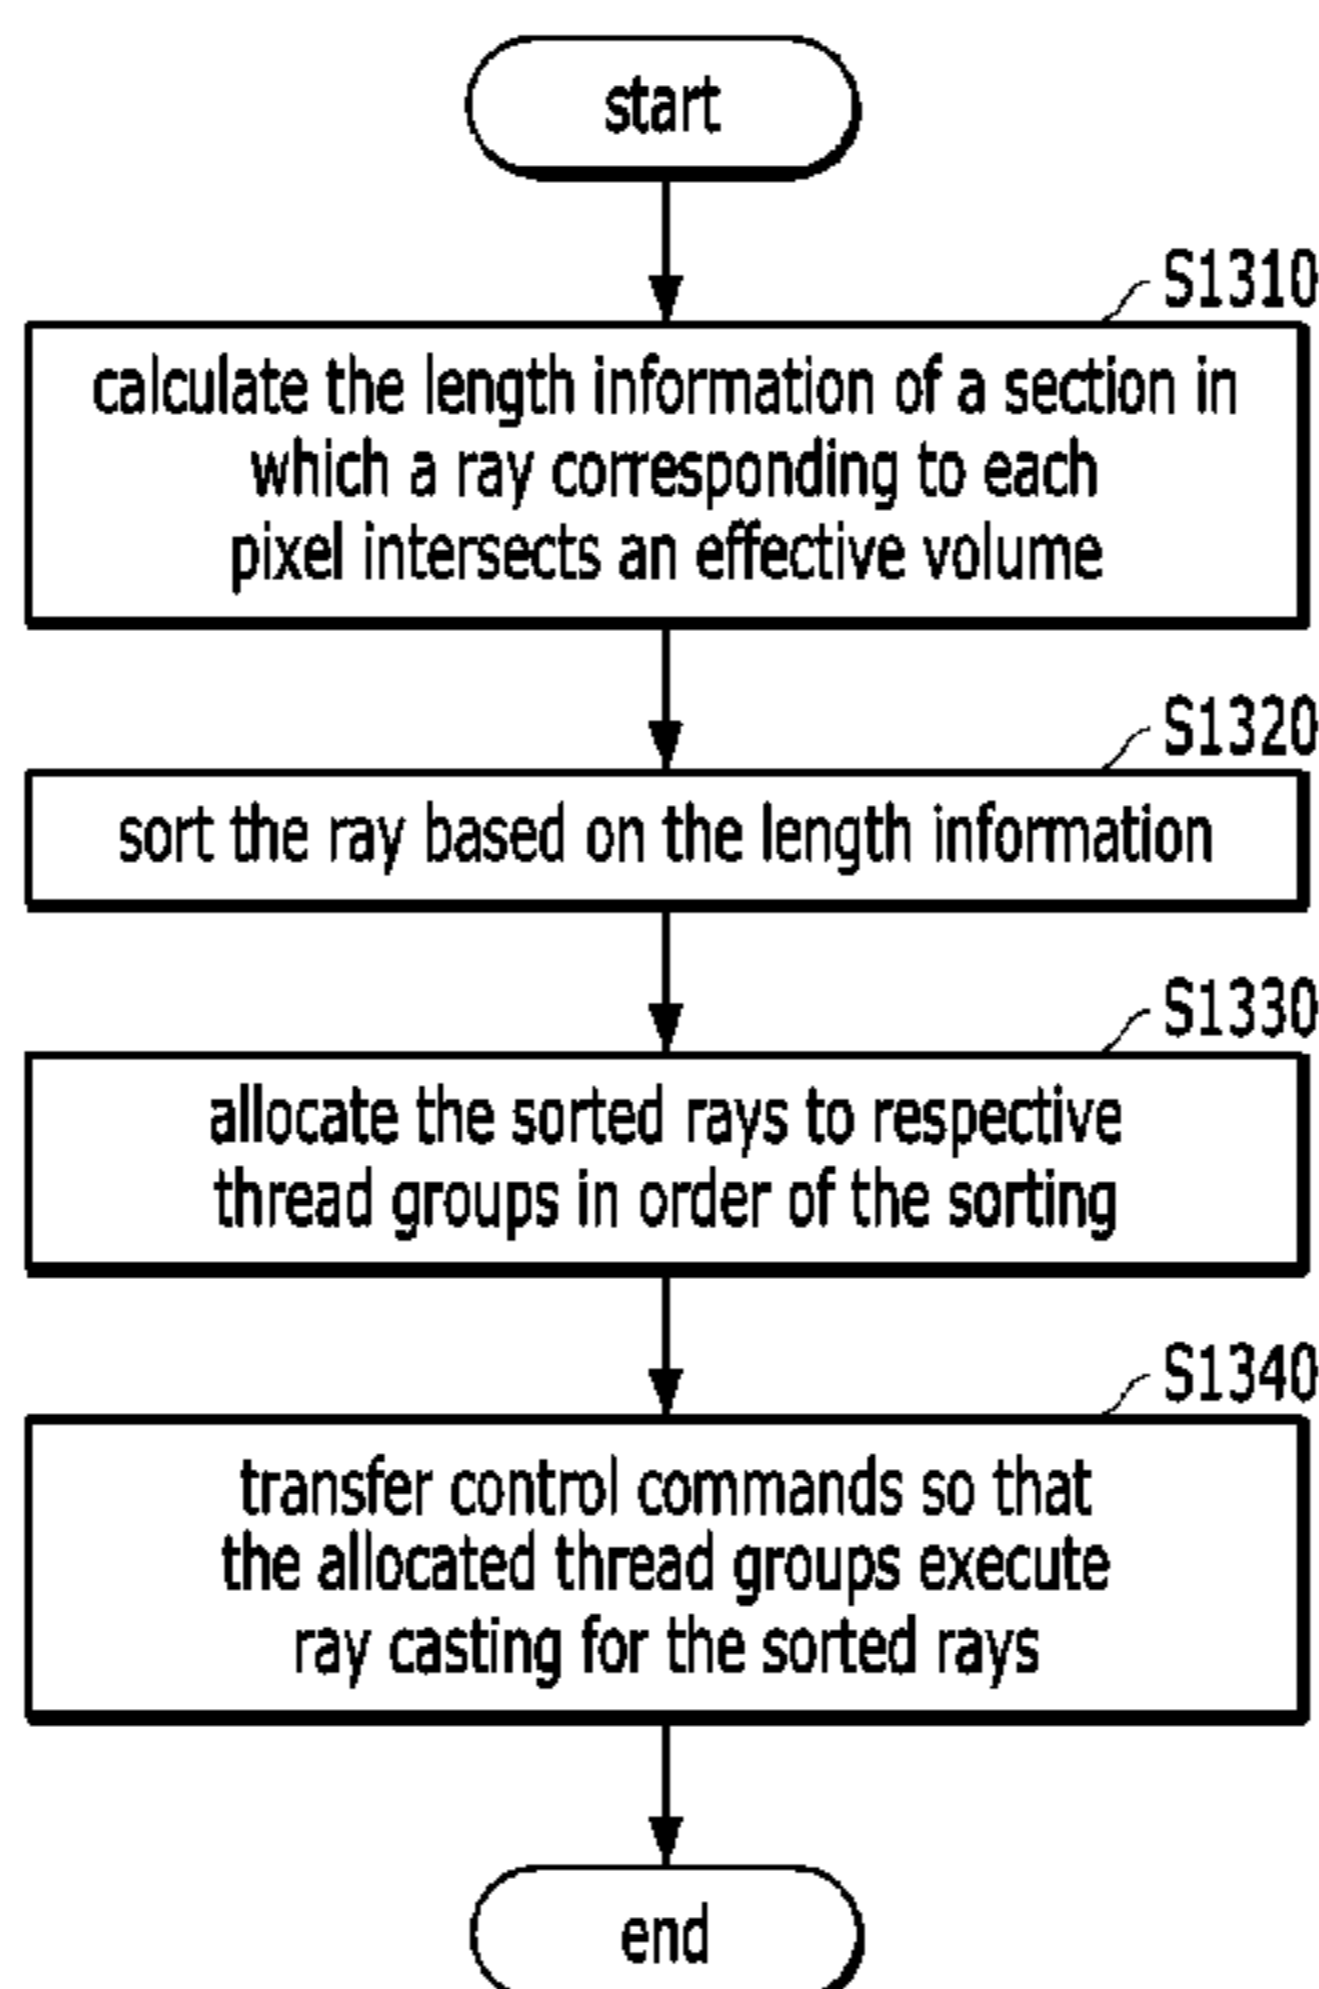 start
S1310
calculate the length information of a section in
which a ray corresponding to each
pixel intersects an effective volume
S1320
sort the ray based on the length information
S1330
allocate the sorted rays to respective
thread groups in order of the sorting
S1340
transfer control commands so that
the allocated thread groups execute
ray casting for the sorted rays
end